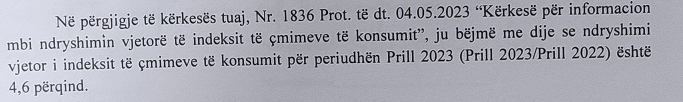 Në përgjigje të kërkesës tuaj, Nr. 1836 Prot. të dt. 04.05.2023 “Kërkesë për informacion
mbi ndryshimin vjetorë të indeksit të çmimeve të konsumit”, ju bëjmë me dije se ndryshimi
vjetor i indeksit të çmimeve të konsumit për periudhën Prill 2023 (Prill 2023/Prill 2022) është
4,6 përqind.